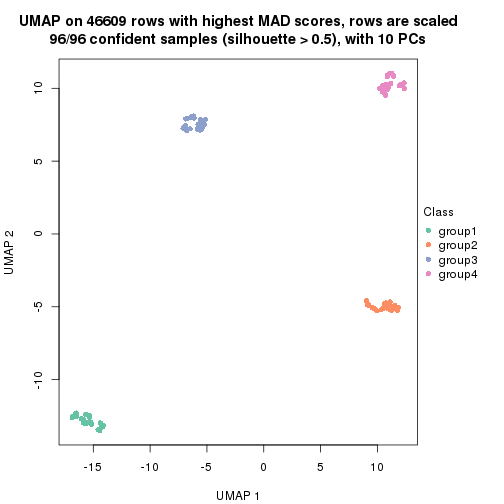 UMAP on 46609 rows with highest MAD scores, rows are scaled
96/96 confident samples (silhouette > 0.5), with 10 PCs
10
5
0
-5
-10
UMAP 2
-15
-10
-5
0
5
10
UMAP 1
Class
group1
group2
group3
group4